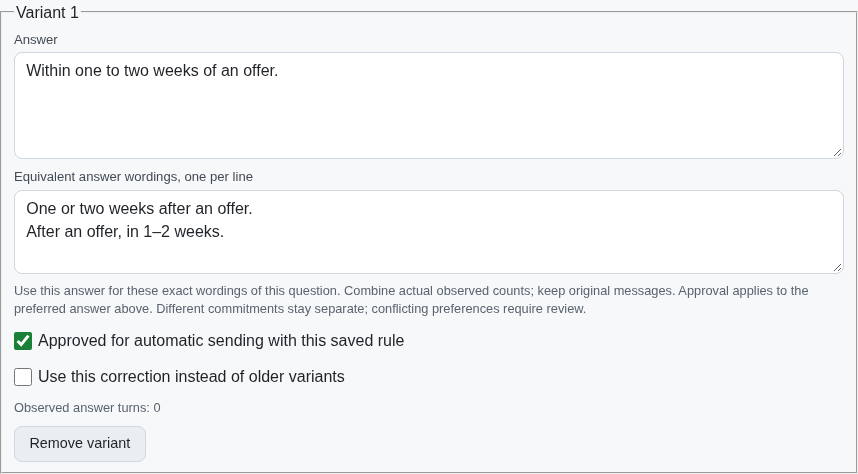 Variant 1
Answer
Within one to two weeks of an offer.
Equivalent answer wordings, one per line
One or two weeks after an offer.
After an offer, in 1–2 weeks.
Use this answer for these exact wordings of this question. Combine actual observed counts; keep original messages. Approval applies to the
preferred answer above. Different commitments stay separate; conflicting preferences require review.
Approved for automatic sending with this saved rule
Use this correction instead of older variants
Observed answer turns: 0
Remove variant